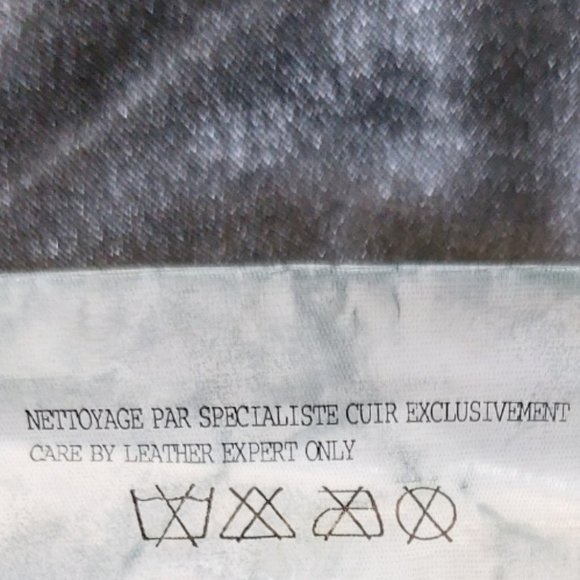 NETTOYAGE PAR SPECIALISTE CUIR EXCLUSIVEMENT
CARE BY LEATHER EXPERT ONLY